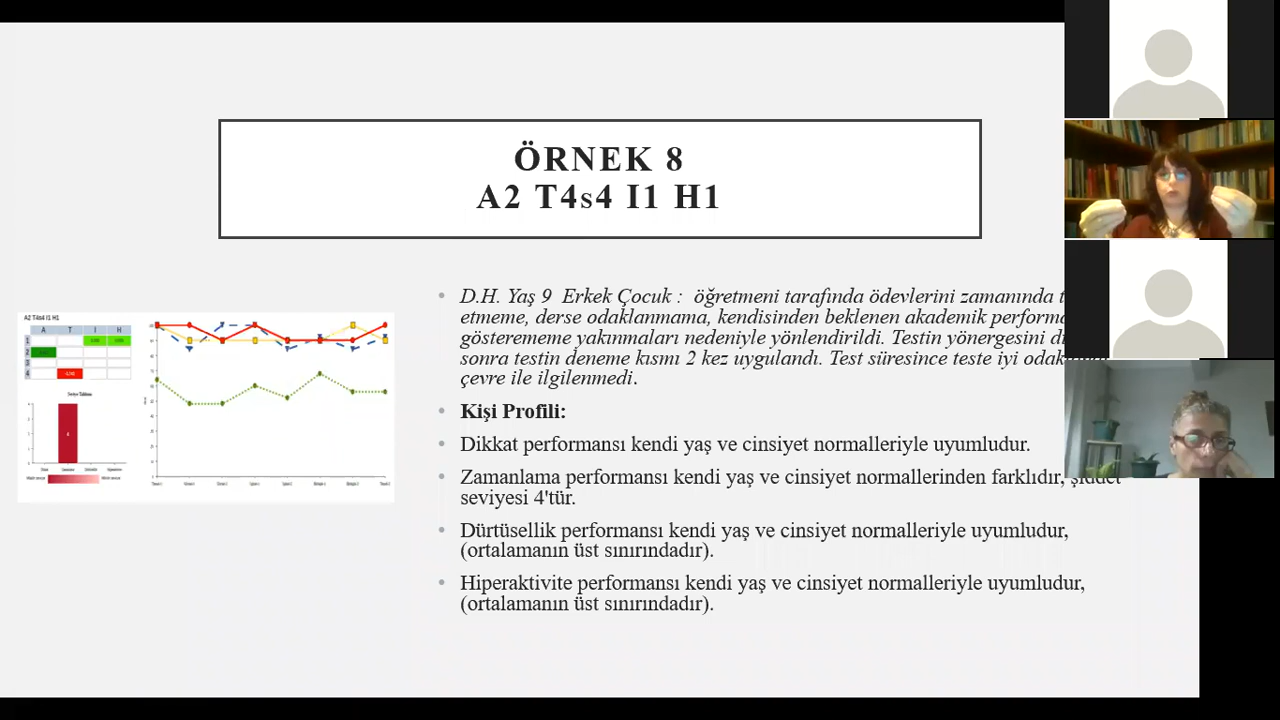 ÖRNEK 8
A2 T4s4 I1 H1
D.H. Yaş 9 Erkek Çocuk : öğretmeni tarafında ödevlerini zamanında
etmeme, derse odaklanmama, kendisinden beklenen akademik
gösterememe yakınmaları nedeniyle yönlendirildi. Testin yönergesini
sonra testin deneme kısmı 2 kez uygulandı. Test süresince teste iyi
çevre ile ilgilenmedi.
Kişi Profili:
Dikkat performansı kendi yaş ve cinsiyet normalleriyle uyumludur.
Zamanlama performansı kendi yaş ve cinsiyet normallerinden farklıdır, şiddet
seviyesi 4'tür.
Dürtüsellik performansı kendi yaş ve cinsiyet normalleriyle uyumludur,
(ortalamanın üst sınırındadır).
Hiperaktivite performansı kendi yaş ve cinsiyet normalleriyle uyumludur,
(ortalamanın üst sınırındadır).
A2 T4s4 I1 H1
A T I H
4